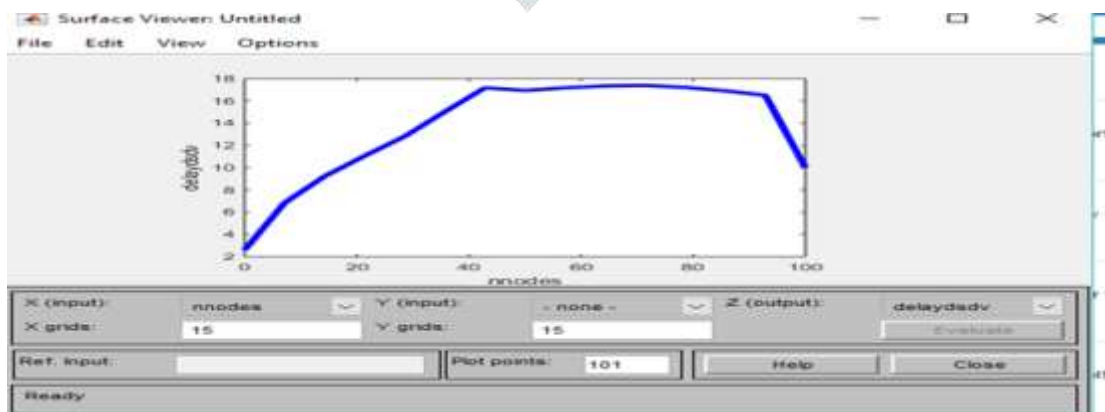 Surface Viewer: Untitled
File Edit View Options
delaydsdv
18
16
14
12
10
8
6
4
2
0 20 40 60 80 100
nnodes
X (input): nnodes Y (input): - none - Z (output): delaydsdv
X grids: 15 Y grids: 15 Evaluate
Ref. Input: Plot points: 101 Help Close
Ready